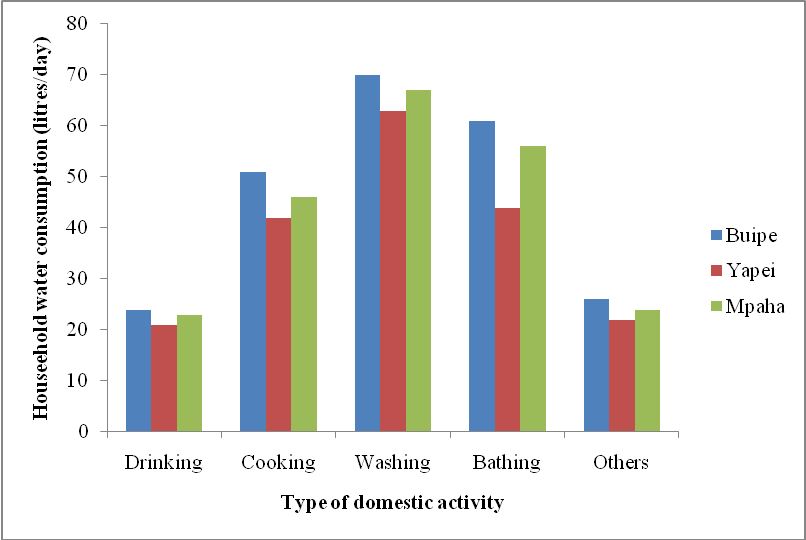 80
70
60
50
40
30
20
10
0
Houseehold water consumption (litres/day)
Drinking Cooking Washing Bathing Others
Type of domestic activity
Buipe
Yapei
Mpaha